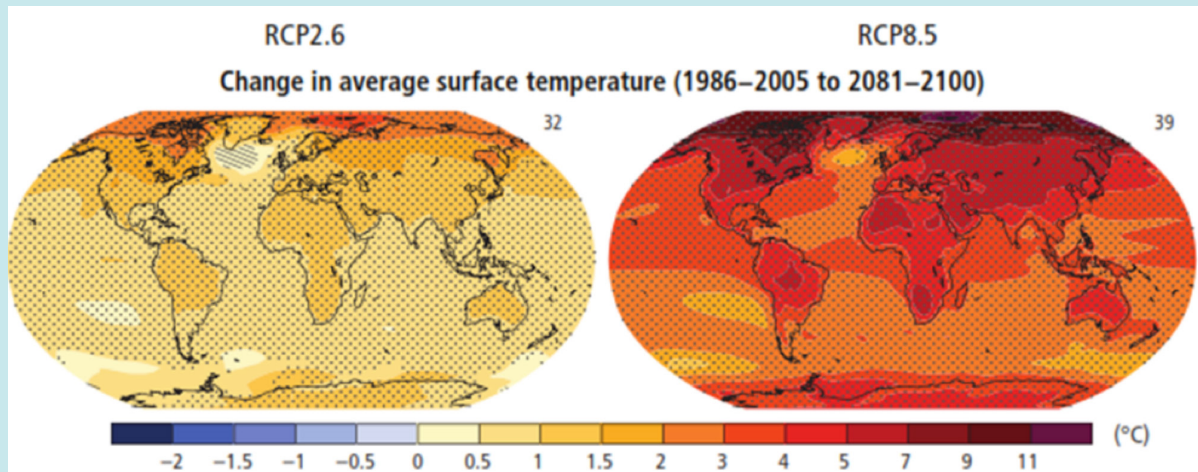 RCP2.6 RCP8.5
Change in average surface temperature (1986–2005 to 2081–2100)
32 39
−2 −1.5 −1 −0.5 0 0.5 1 1.5 2 3 4 5 7 9 11 (°C)